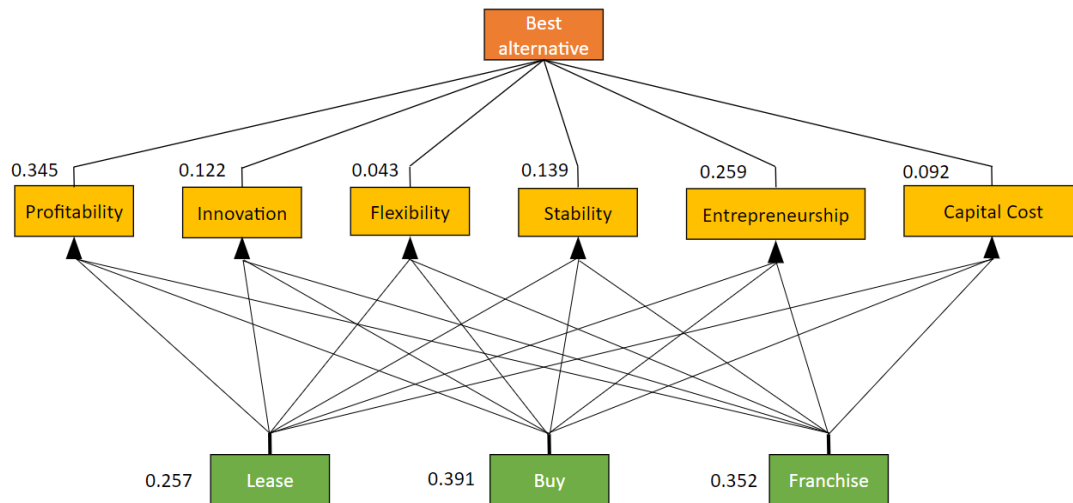 Best
alternative
0.345
0.122
0.043
0.139
0.259
0.092
Profitability
Innovation
Flexibility
Stability
Entrepreneurship
Capital Cost
0.257
Lease
0.391
Buy
0.352
Franchise